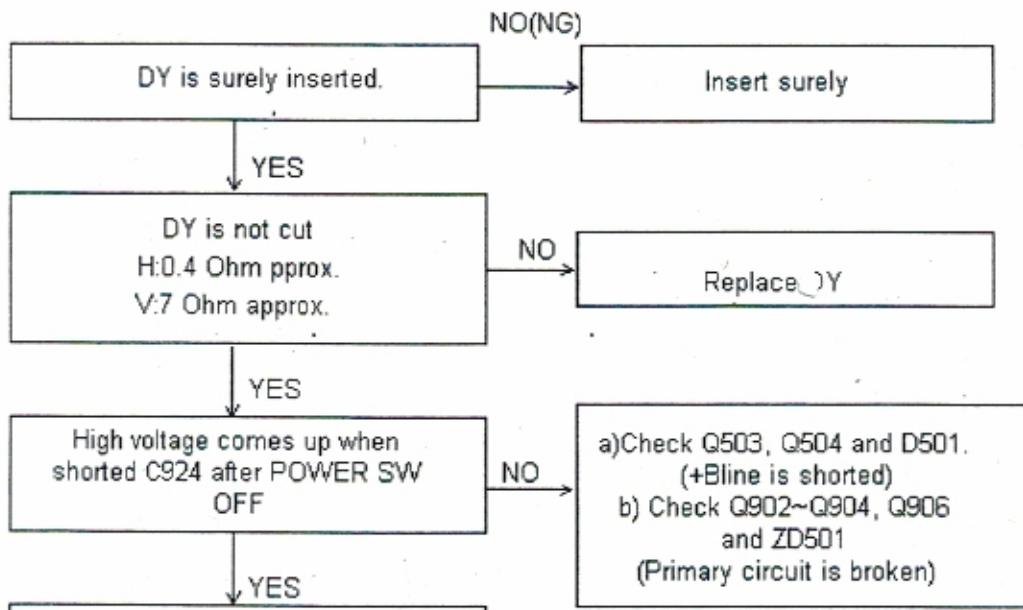 NO(NG)
DY is surely inserted.
Insert surely
YES
DY is not cut
H:0.4 Ohm pprox.
V:7 Ohm approx.
NO
Replace )Y
YES
High voltage comes up when
shorted C924 after POWER SW
OFF
NO
a)Check Q503, Q504 and D501.
(+Bline is shorted)
b) Check Q902~Q904, Q906
and ZD501
(Primary circuit is broken)
YES